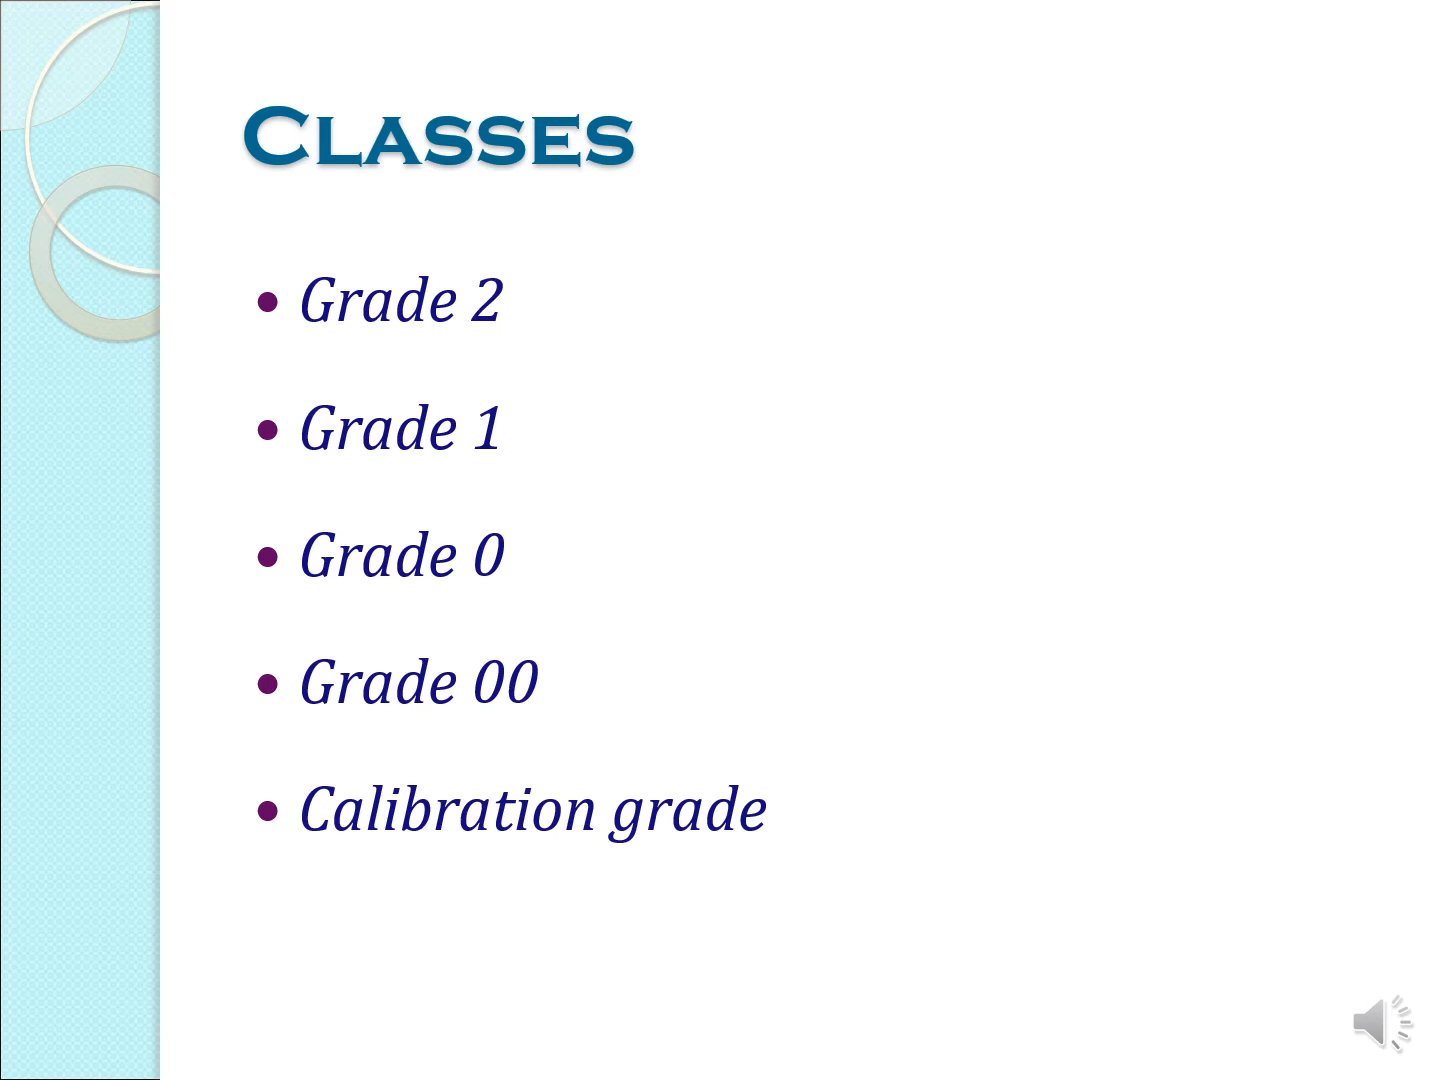 Classes
• Grade 2
• Grade 1
• Grade 0
• Grade 00
• Calibration grade